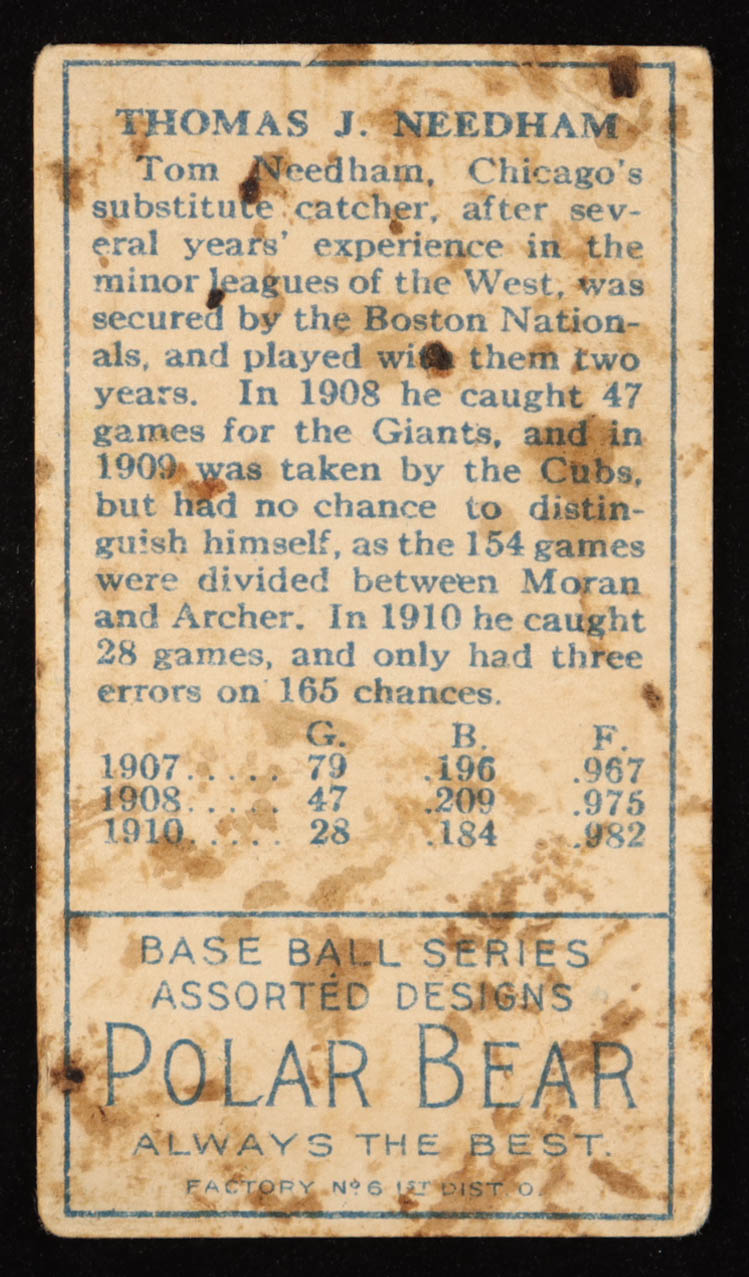 THOMAS J. NEEDHAM
Tom Needham, Chicago's
substitute catcher, after sev-
eral years' experience in the
minor leagues of the West, was
secured by the Boston Nation-
als, and played with them two
years. In 1908 he caught 47
games for the Giants, and in
1909 was taken by the Cubs,
but had no chance to distin-
guish himself, as the 154 games
were divided between Moran
and Archer. In 1910 he caught
28 games, and only had three
errors on 165 chances.
G. B. F.
1907..... 79 .196 .967
1908..... 47 .209 .975
1910..... 28 .184 .982
BASE BALL SERIES
ASSORTED DESIGNS
POLAR BEAR
ALWAYS THE BEST.
FACTORY Nº 6 1ST DIST. O.